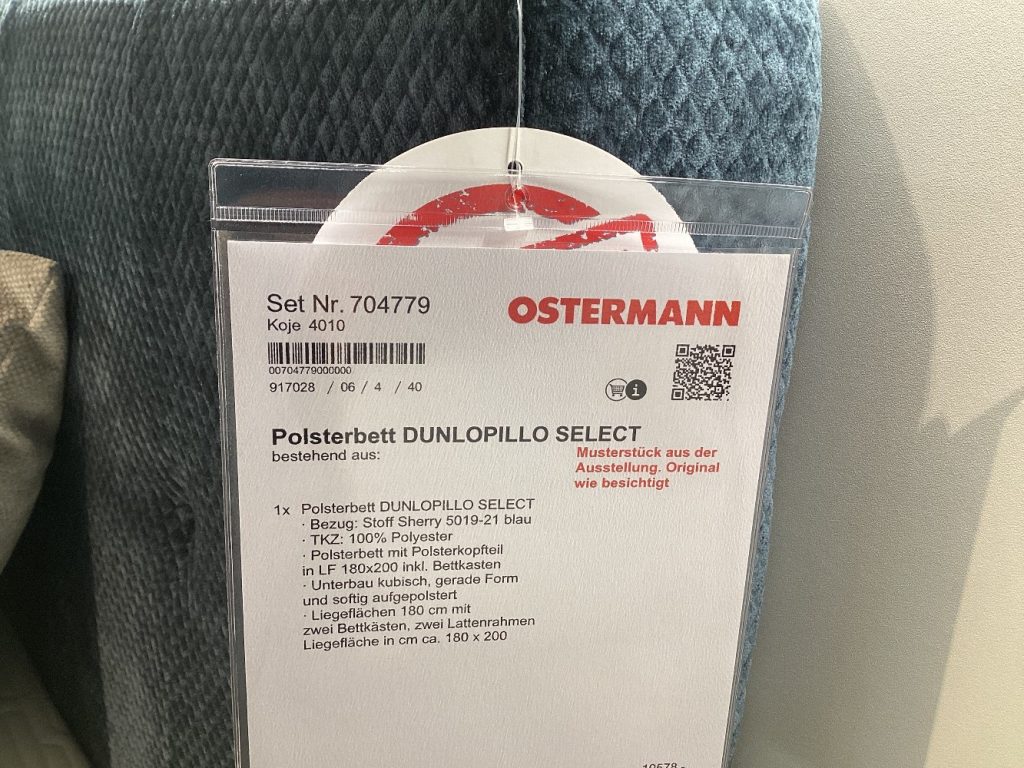 Set Nr. 704779
OSTERMANN
Koje 4010
00704779000000
917028 / 06 / 4 / 40
i
Polsterbett DUNLOPILLO SELECT
bestehend aus:
Musterstück aus der
Ausstellung. Original
wie besichtigt
1x Polsterbett DUNLOPILLO SELECT
· Bezug: Stoff Sherry 5019-21 blau
· TKZ: 100% Polyester
· Polsterbett mit Polsterkopfteil
in LF 180x200 inkl. Bettkasten
· Unterbau kubisch, gerade Form
und softig aufgepolstert
· Liegeflächen 180 cm mit
zwei Bettkästen, zwei Lattenrahmen
Liegefläche in cm ca. 180 x 200